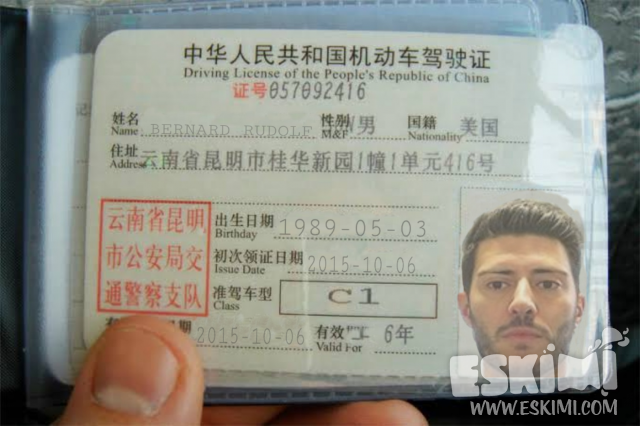 中华人民共和国机动车驾驶证
Driving License of the People's Republic of China
证号057092416
姓名 Name BERNARD RUDOLF 性别 M&F M/男 国籍 Nationality 美国
住址 Address 云南省昆明市桂华新园1幢1单元416号
云南省昆明
市公安局交
通警察支队
出生日期 Birthday 1989-05-03
初次领证日期 Issue Date 2015-10-06
准驾车型 Class C1
日期 2015-10-06 有效 Valid For 6年
ESKIMI
WWW.ESKIMI.COM